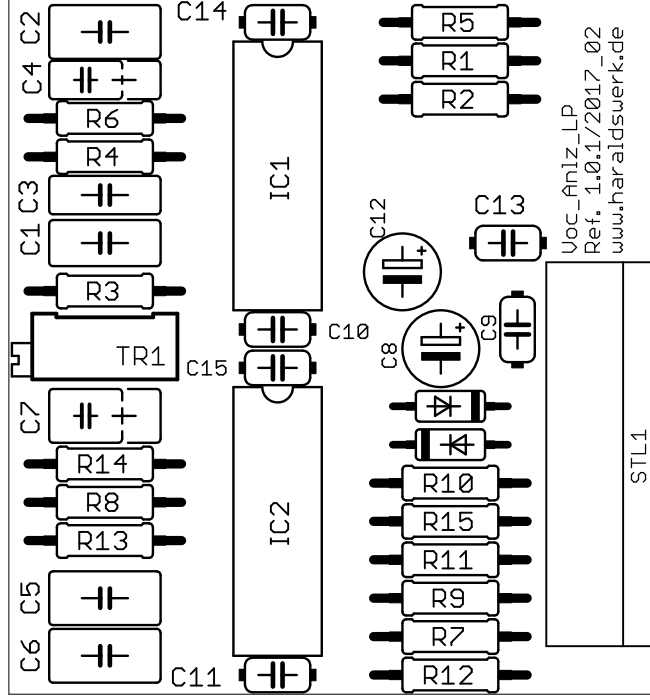 C2
C4
R6
R4
C3
C1
R3
TR1
C7
R14
R8
R13
C5
C6
C14
IC1
C10
C15
IC2
C11
R5
R1
R2
C12
C13
C8
C9
R10
R15
R11
R9
R7
R12
Voc_Anlz_LP
Ref. 1.0.1/2017_02
www.haraldswerk.de
STL1